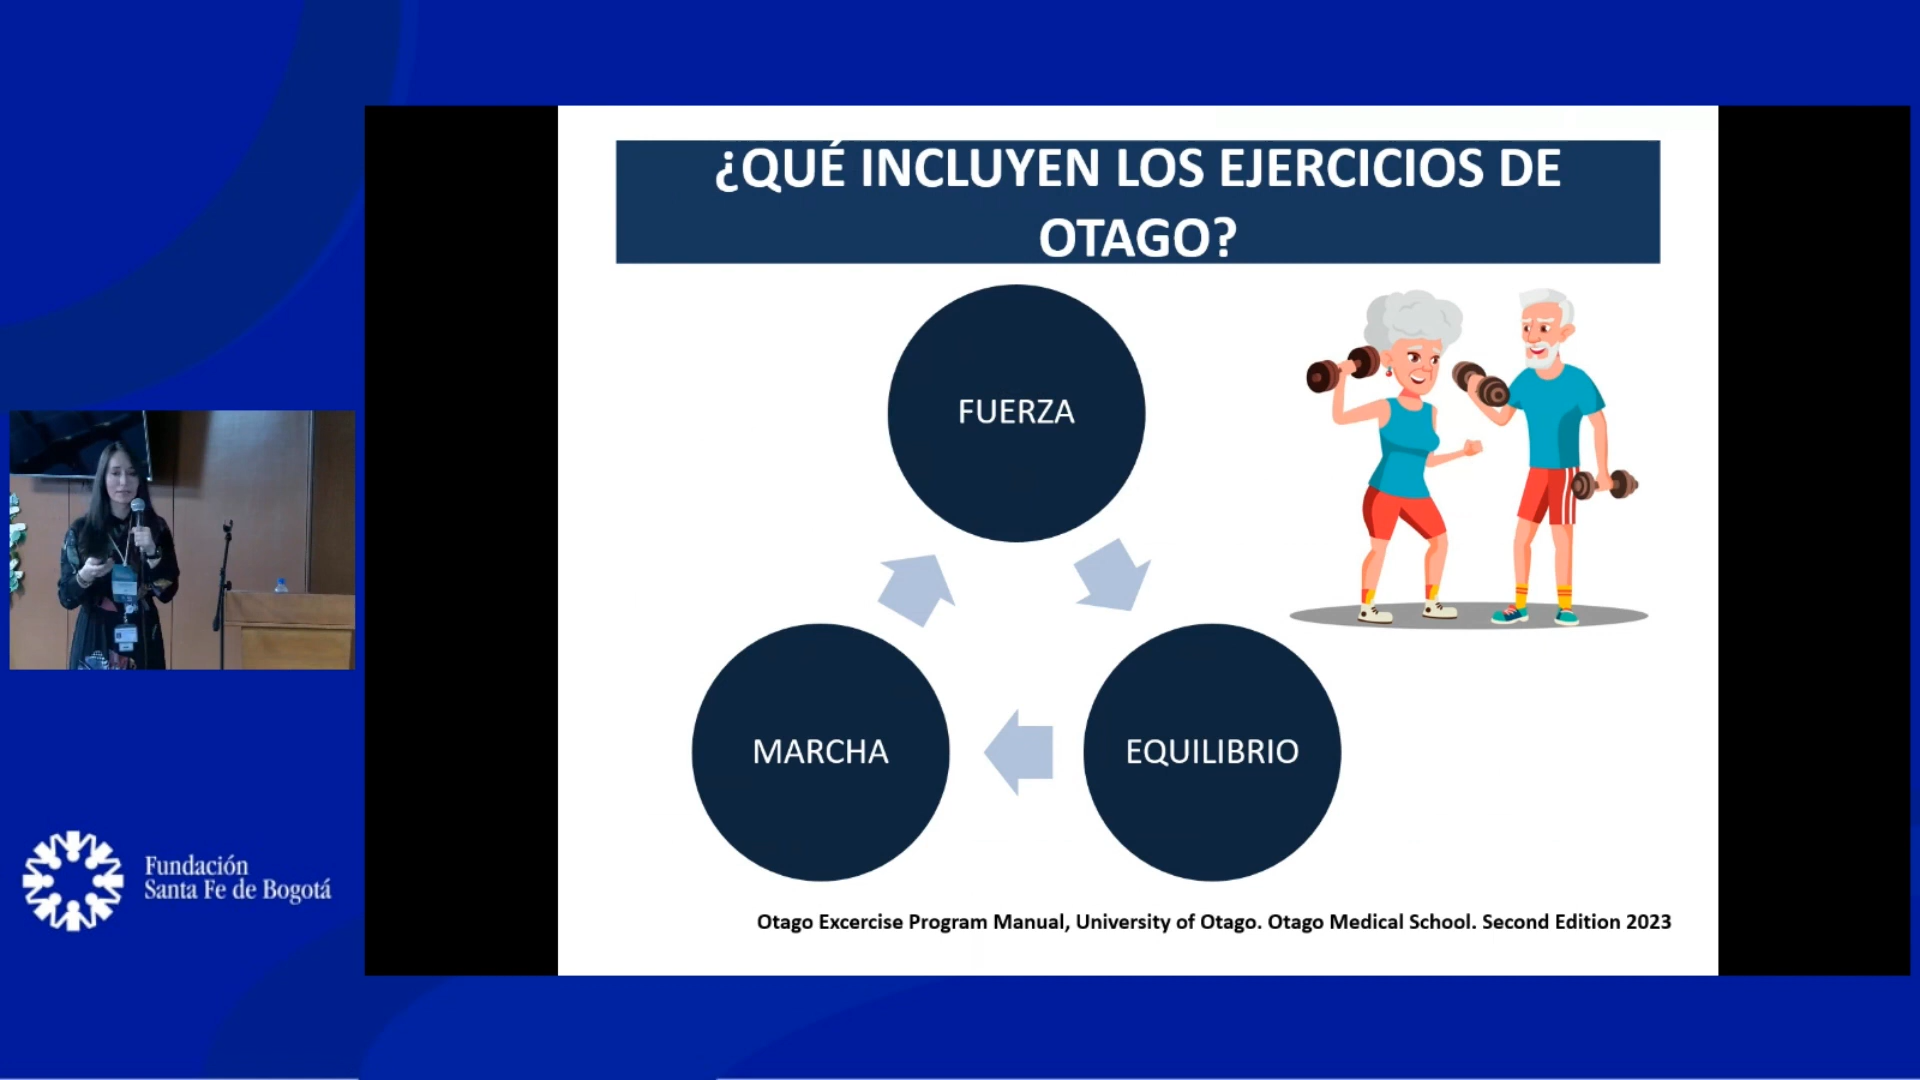 ¿QUÉ INCLUYEN LOS EJERCICIOS DE
OTAGO?
FUERZA
MARCHA
EQUILIBRIO
Otago Excercise Program Manual, University of Otago. Otago Medical School. Second Edition 2023
Fundación
Santa Fe de Bogotá